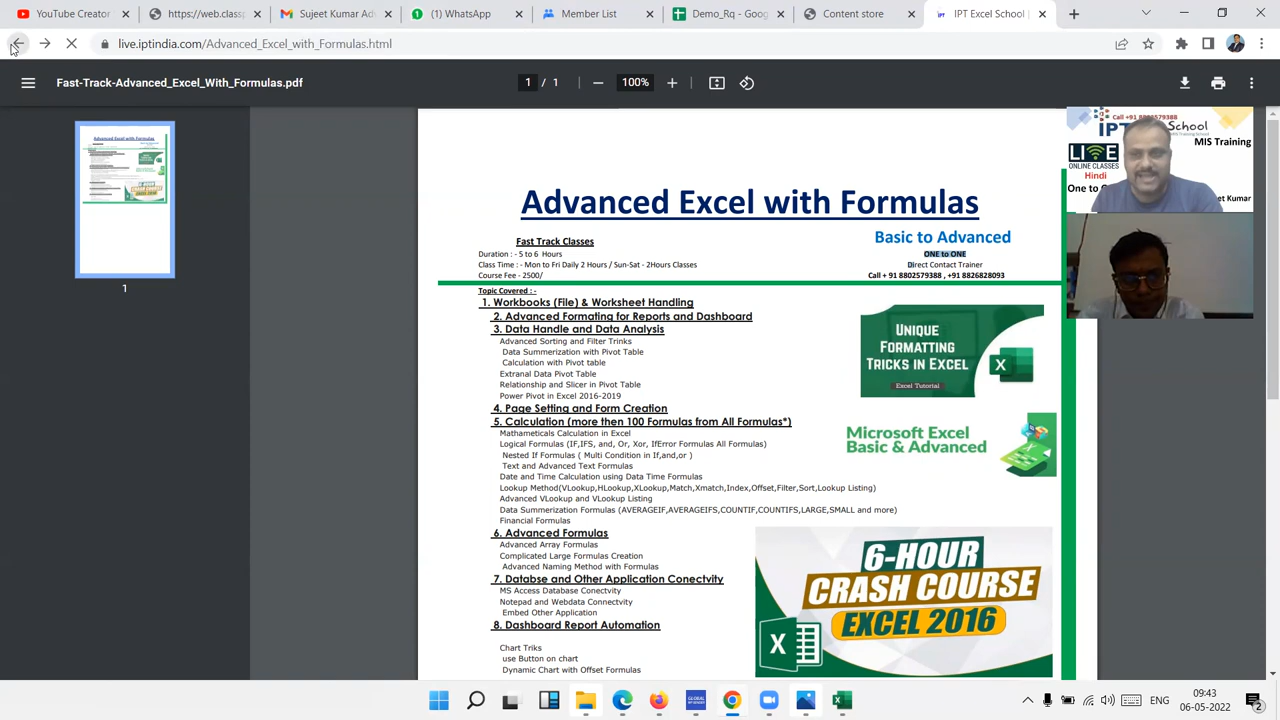 YouTube
https://web.class
Sujeet Kumar Adv
(1) WhatsApp
Member List
Demo_Rq - Googl
Content store
IPT Excel School |
live.iptindia.com/Advanced_Excel_with_Formulas.html
Fast-Track-Advanced_Excel_With_Formulas.pdf
1 / 1
100%
Call +91 8802579388
IPT School
MIS Training
LIVE
ONLINE CLASSES
Hindi
One to
eet Kumar
1
Advanced Excel with Formulas
Fast Track Classes
Basic to Advanced
Duration : - 5 to 6 Hours
ONE to ONE
Class Time : - Mon to Fri Daily 2 Hours / Sun-Sat - 2Hours Classes
Direct Contact Trainer
Course Fee - 2500/
Call + 91 8802579388 , +91 8826828093
Topic Covered : -
1. Workbooks (File) & Worksheet Handling
2. Advanced Formating for Reports and Dashboard
3. Data Handle and Data Analysis
Advanced Sorting and Filter Trinks
Data Summerization with Pivot Table
Calculation with Pivot table
Extranal Data Pivot Table
Relationship and Slicer in Pivot Table
Power Pivot in Excel 2016-2019
UNIQUE
FORMATTING
TRICKS IN EXCEL
Excel Tutorial
4. Page Setting and Form Creation
5. Calculation (more then 100 Formulas from All Formulas*)
Mathameticals Calculation in Excel
Logical Formulas (IF,IFS, and, Or, Xor, IfError Formulas All Formulas)
Nested If Formulas ( Multi Condition in If,and,or )
Text and Advanced Text Formulas
Date and Time Calculation using Data Time Formulas
Lookup Method(VLookup,HLookup,XLookup,Match,Xmatch,Index,Offset,Filter,Sort,Lookup Listing)
Advanced VLookup and VLookup Listing
Data Summerization Formulas (AVERAGEIF,AVERAGEIFS,COUNTIF,COUNTIFS,LARGE,SMALL and more)
Financial Formulas
Microsoft Excel
Basic & Advanced
6. Advanced Formulas
Advanced Array Formulas
Complicated Large Formulas Creation
Advanced Naming Method with Formulas
7. Databse and Other Application Conectvity
MS Access Database Conectvity
Notepad and Webdata Connectvity
Embed Other Application
8. Dashboard Report Automation
Chart Triks
use Button on chart
Dynamic Chart with Offset Formulas
6-HOUR
CRASH COURSE
EXCEL 2016
ENG
09:43
06-05-2022
2